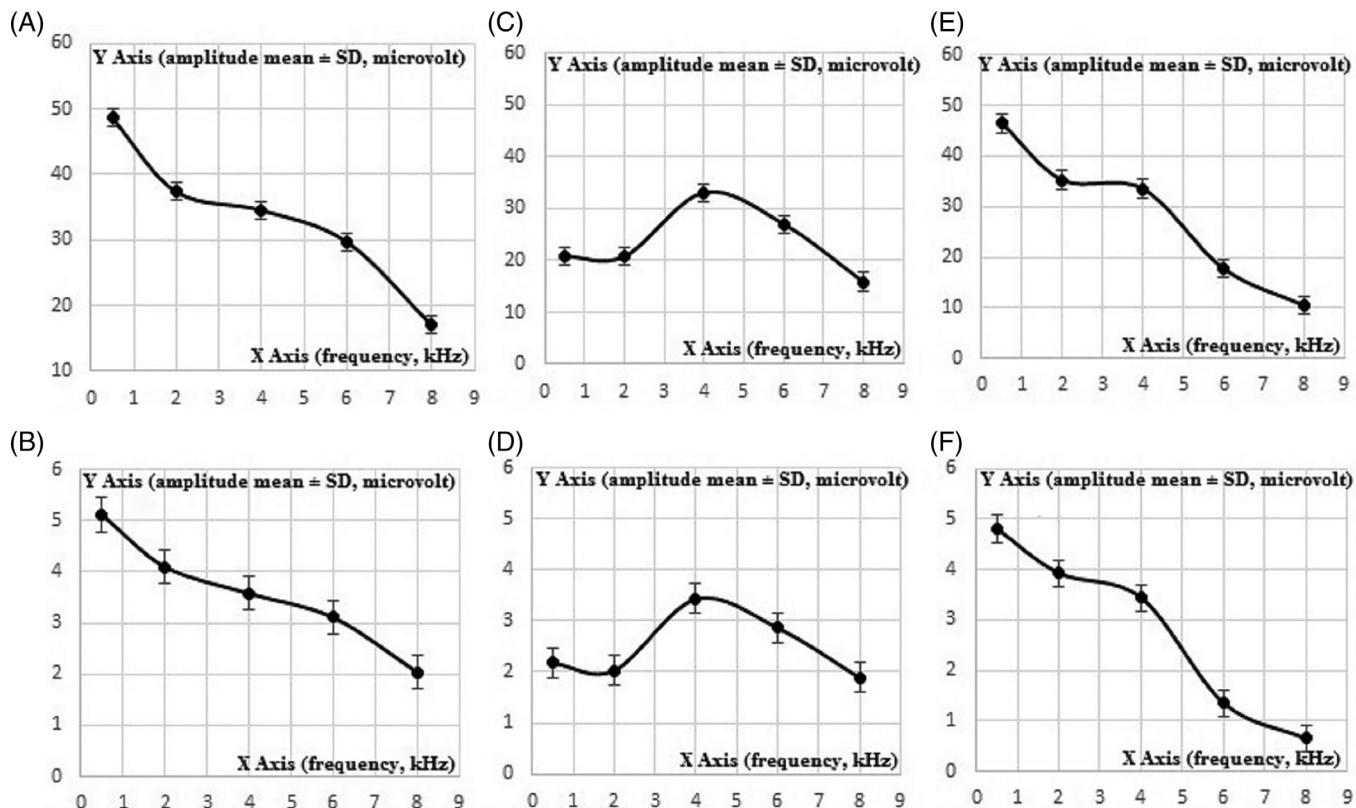 (A)
Y Axis (amplitude mean ± SD, microvolt)
60
50
40
30
20
10
X Axis (frequency, kHz)
0 1 2 3 4 5 6 7 8 9
(C)
Y Axis (amplitude mean ± SD, microvolt)
60
50
40
30
20
10
0
X Axis (frequency, kHz)
0 1 2 3 4 5 6 7 8 9
(E)
Y Axis (amplitude mean ± SD, microvolt)
60
50
40
30
20
10
0
X Axis (frequency, kHz)
0 1 2 3 4 5 6 7 8 9
(B)
Y Axis (amplitude mean ± SD, microvolt)
6
5
4
3
2
1
0
X Axis (frequency, kHz)
0 1 2 3 4 5 6 7 8 9
(D)
Y Axis (amplitude mean ± SD, microvolt)
6
5
4
3
2
1
0
X Axis (frequency, kHz)
0 1 2 3 4 5 6 7 8 9
(F)
Y Axis (amplitude mean ± SD, microvolt)
6
5
4
3
2
1
0
X Axis (frequency, kHz)
0 1 2 3 4 5 6 7 8 9